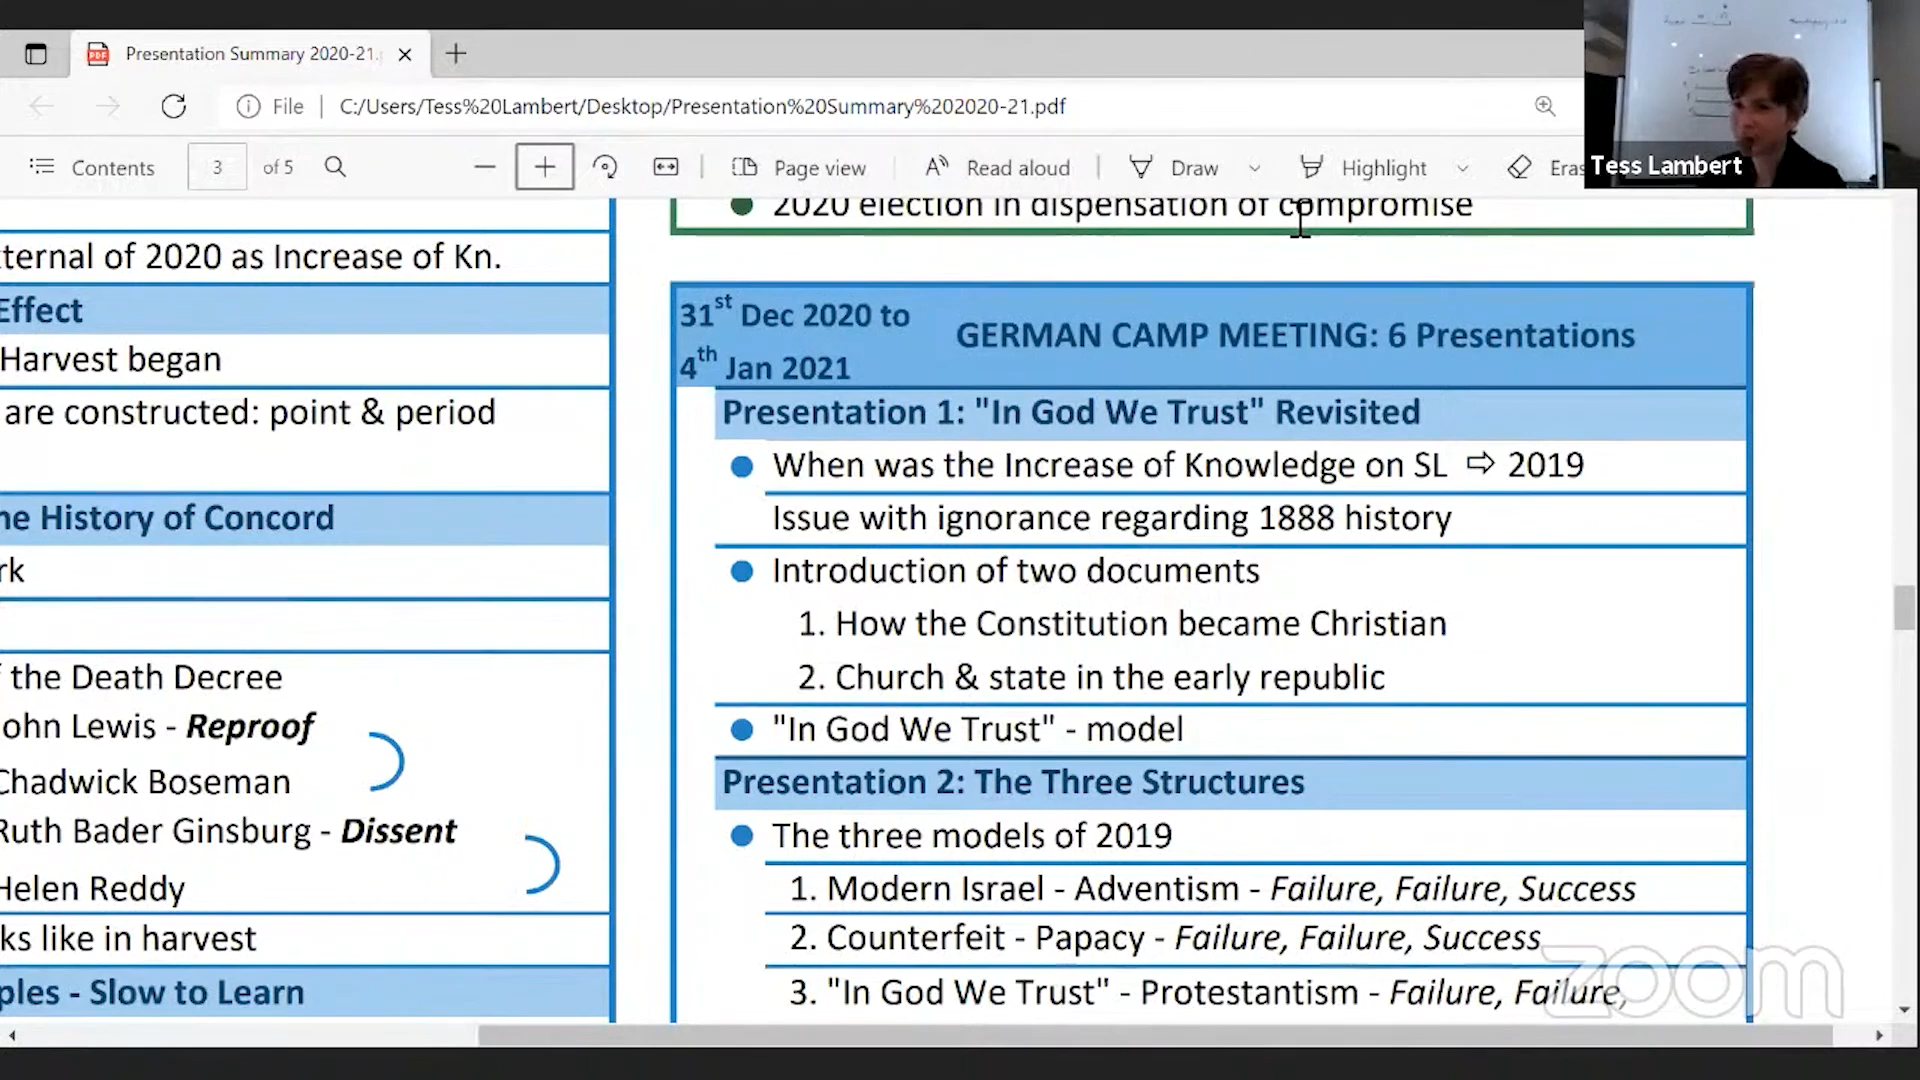 Presentation Summary 2020-21.
File
C:/Users/Tess%20Lambert/Desktop/Presentation%20Summary%202020-21.pdf
Contents
3
of 5
Page view
Read aloud
Draw
Highlight
Eras
Tess Lambert
ternal of 2020 as Increase of Kn.
Effect
Harvest began
are constructed: point & period
he History of Concord
rk
f the Death Decree
ohn Lewis - Reproof
Chadwick Boseman
Ruth Bader Ginsburg - Dissent
Helen Reddy
ks like in harvest
ples - Slow to Learn
2020 election in dispensation of compromise
31st Dec 2020 to
4th Jan 2021
GERMAN CAMP MEETING: 6 Presentations
Presentation 1: "In God We Trust" Revisited
When was the Increase of Knowledge on SL ⇨ 2019
Issue with ignorance regarding 1888 history
Introduction of two documents
1. How the Constitution became Christian
2. Church & state in the early republic
"In God We Trust" - model
Presentation 2: The Three Structures
The three models of 2019
1. Modern Israel - Adventism - Failure, Failure, Success
2. Counterfeit - Papacy - Failure, Failure, Success
3. "In God We Trust" - Protestantism - Failure, Failure,
zoom